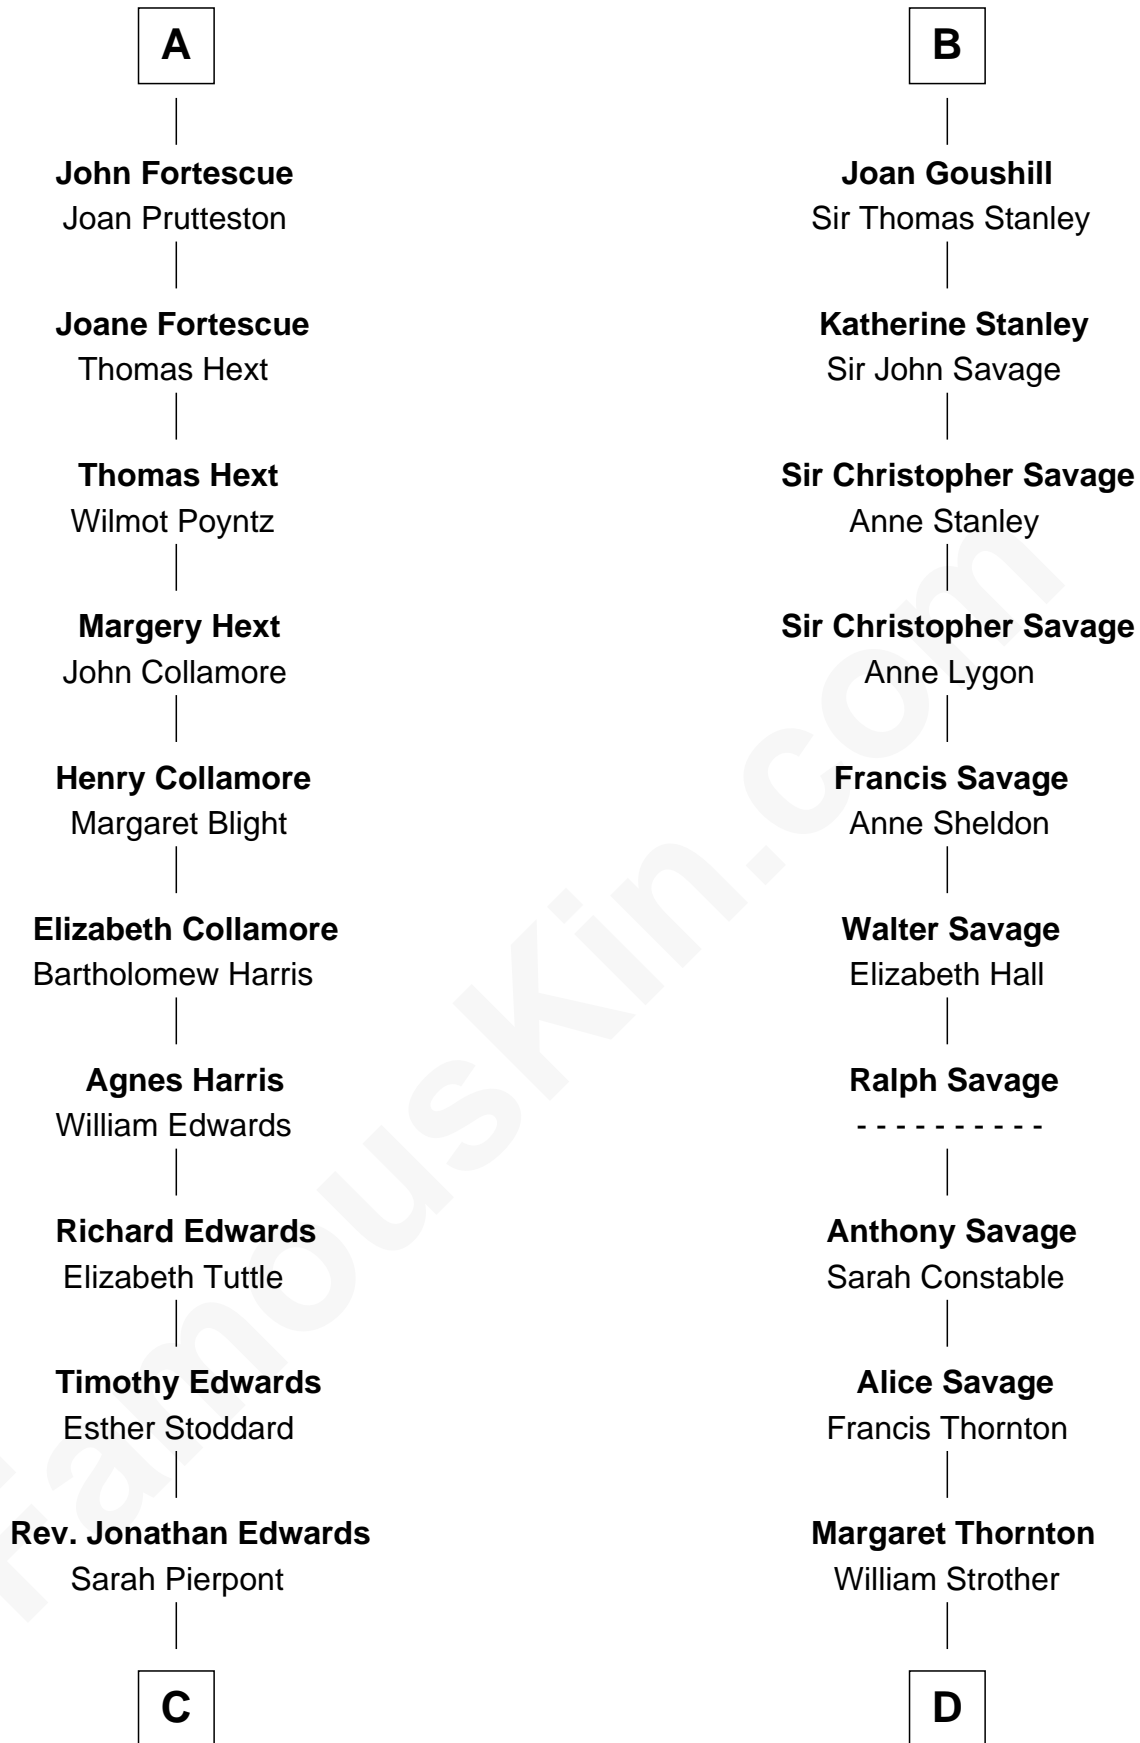 A
John Fortescue
Joan Prutteston
Joane Fortescue
Thomas Hext
Thomas Hext
Wilmot Poyntz
Margery Hext
John Collamore
Henry Collamore
Margaret Blight
Elizabeth Collamore
Bartholomew Harris
Agnes Harris
William Edwards
Richard Edwards
Elizabeth Tuttle
Timothy Edwards
Esther Stoddard
Rev. Jonathan Edwards
Sarah Pierpont
C
B
Joan Goushill
Sir Thomas Stanley
Katherine Stanley
Sir John Savage
Sir Christopher Savage
Anne Stanley
Sir Christopher Savage
Anne Lygon
Francis Savage
Anne Sheldon
Walter Savage
Elizabeth Hall
Ralph Savage
- - - - - - - - - -
Anthony Savage
Sarah Constable
Alice Savage
Francis Thornton
Margaret Thornton
William Strother
D
FamousKin.com